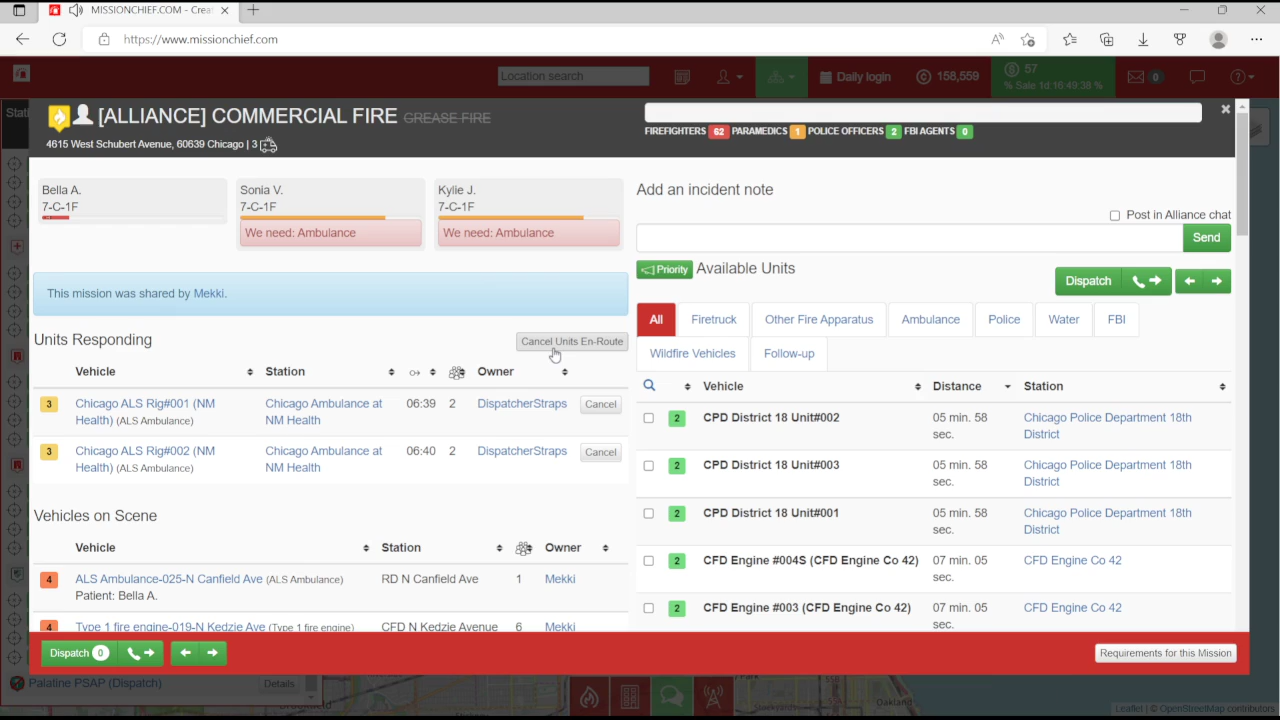 MISSIONCHIEF.COM - Crea
https://www.missionchief.com
Location search
Daily login
158,559
57
% Sale 1d 16:49:38 %
0
Stati
[ALLIANCE] COMMERCIAL FIRE GREASE FIRE
4615 West Schubert Avenue, 60639 Chicago | 3
FIREFIGHTERS 62 PARAMEDICS 1 POLICE OFFICERS 2 FBI AGENTS 0
Bella A.
7-C-1F
Sonia V.
7-C-1F
We need: Ambulance
Kylie J.
7-C-1F
We need: Ambulance
This mission was shared by Mekki.
Units Responding
Cancel Units En-Route
Vehicle Station Owner
3 Chicago ALS Rig#001 (NM Chicago Ambulance at 06:39 2 DispatcherStraps Cancel
Health) (ALS Ambulance) NM Health
3 Chicago ALS Rig#002 (NM Chicago Ambulance at 06:40 2 DispatcherStraps Cancel
Health) (ALS Ambulance) NM Health
Vehicles on Scene
Vehicle Station Owner
4 ALS Ambulance-025-N Canfield Ave (ALS Ambulance) RD N Canfield Ave 1 Mekki
Patient: Bella A.
4 Type 1 fire engine-019-N Kedzie Ave (Type 1 fire engine) CFD N Kedzie Avenue 6 Mekki
Add an incident note
Post in Alliance chat
Send
Priority Available Units
Dispatch
All Firetruck Other Fire Apparatus Ambulance Police Water FBI
Wildfire Vehicles Follow-up
Vehicle Distance Station
2 CPD District 18 Unit#002 05 min. 58 Chicago Police Department 18th
sec. District
2 CPD District 18 Unit#003 05 min. 58 Chicago Police Department 18th
sec. District
2 CPD District 18 Unit#001 05 min. 58 Chicago Police Department 18th
sec. District
2 CFD Engine #004S (CFD Engine Co 42) 07 min. 05 CFD Engine Co 42
sec.
2 CFD Engine #003 (CFD Engine Co 42) 07 min. 05 CFD Engine Co 42
sec.
Dispatch 0
Requirements for this Mission
Palatine PSAP (Dispatch) Details
Oakland
Leaflet | © OpenStreetMap contributors